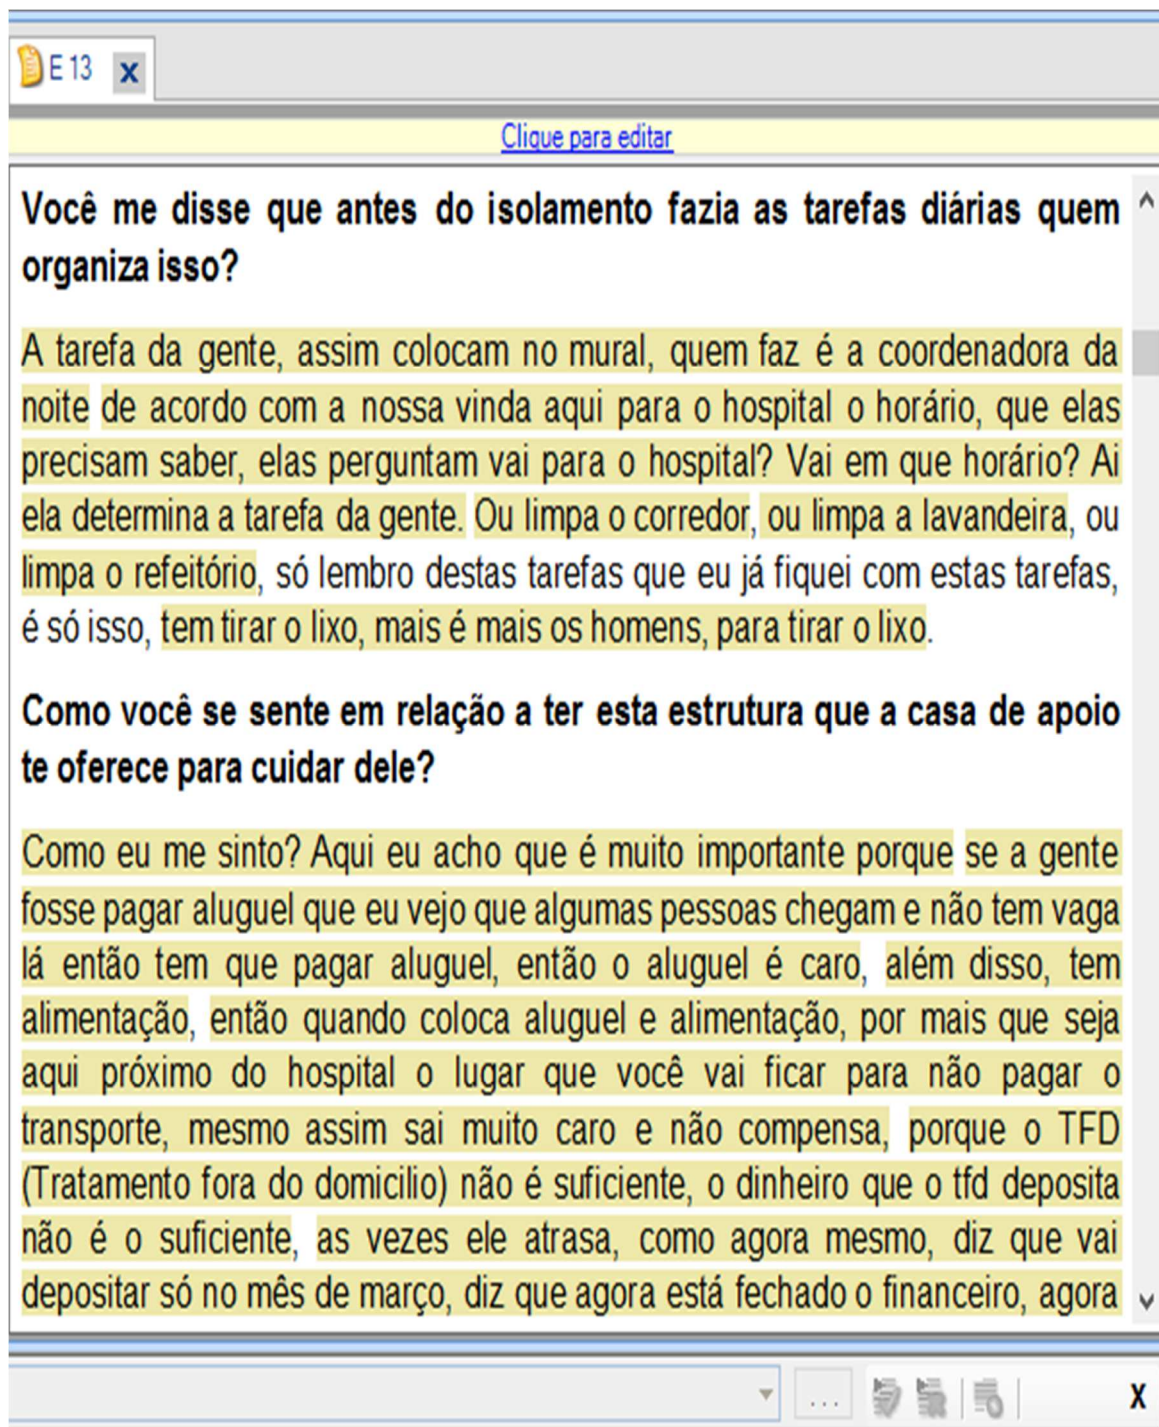 E 13 x
Clique para editar
Você me disse que antes do isolamento fazia as tarefas diárias quem
organiza isso?
A tarefa da gente, assim colocam no mural, quem faz é a coordenadora da
noite de acordo com a nossa vinda aqui para o hospital o horário, que elas
precisam saber, elas perguntam vai para o hospital? Vai em que horário? Ai
ela determina a tarefa da gente. Ou limpa o corredor, ou limpa a lavandeira, ou
limpa o refeitório, só lembro destas tarefas que eu já fiquei com estas tarefas,
é só isso, tem tirar o lixo, mais é mais os homens, para tirar o lixo.
Como você se sente em relação a ter esta estrutura que a casa de apoio
te oferece para cuidar dele?
Como eu me sinto? Aqui eu acho que é muito importante porque se a gente
fosse pagar aluguel que eu vejo que algumas pessoas chegam e não tem vaga
lá então tem que pagar aluguel, então o aluguel é caro, além disso, tem
alimentação, então quando coloca aluguel e alimentação, por mais que seja
aqui próximo do hospital o lugar que você vai ficar para não pagar o
transporte, mesmo assim sai muito caro e não compensa, porque o TFD
(Tratamento fora do domicilio) não é suficiente, o dinheiro que o tfd deposita
não é o suficiente, as vezes ele atrasa, como agora mesmo, diz que vai
depositar só no mês de março, diz que agora está fechado o financeiro, agora
... X